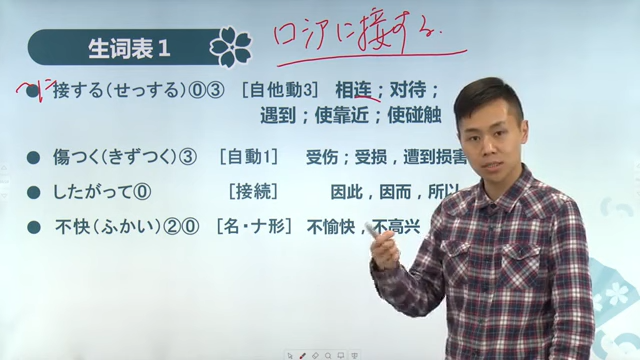 生词表1
ロシアに接する.
～に 接する(せっする)⓪③ [自他動3] 相连；对待；
遇到；使靠近；使碰触
傷つく(きずつく)③ [自動1] 受伤；受损，遭到损害
したがって⓪ [接続] 因此，因而，所以
不快(ふかい)②⓪ [名・ナ形] 不愉快，不高兴